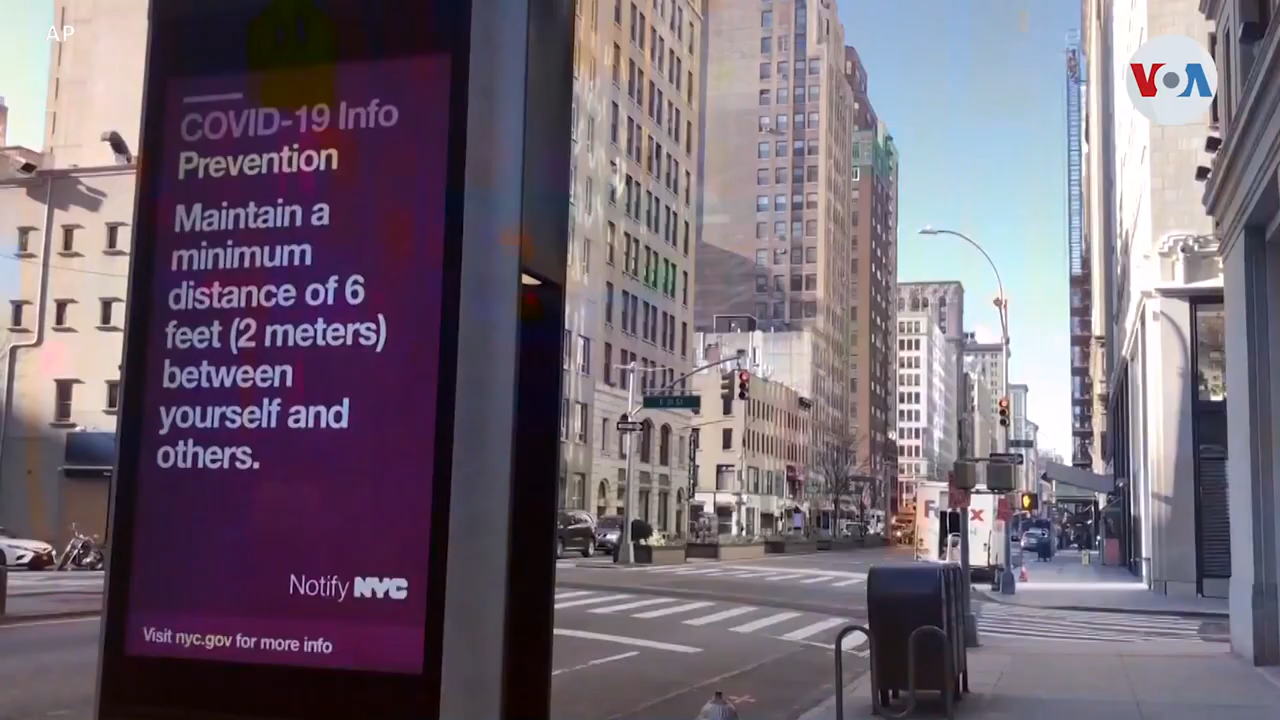 AP
VOA
COVID-19 Info
Prevention
Maintain a
minimum
distance of 6
feet (2 meters)
between
yourself and
others.
Notify NYC
Visit nyc.gov for more info